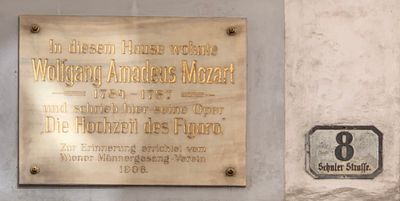 In diesem Hause wohnte
Wolfgang Amadeus Mozart
1784 - 1787
und schrieb hier seine Oper
„Die Hochzeit des Figaro"
Zur Erinnerung errichtet vom
Wiener Männergesang-Verein
1906.
8
Schuler Straße.